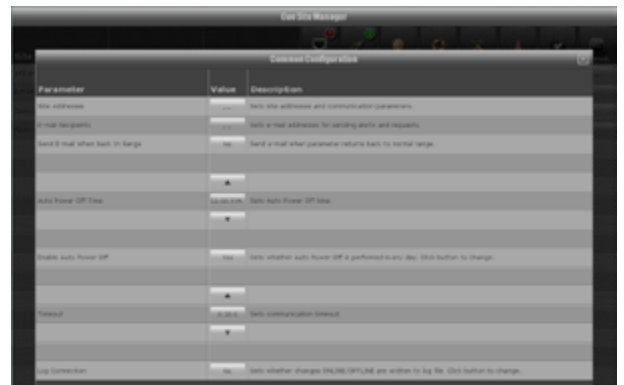 Gun Site Manager
Common Configuration
Parameter Value Description
Site addresses ... Sets site addresses and communication parameters.
E-mail Recipients ... Sets e-mail addresses for sending alerts and requests.
Send E-mail When Back In Range No Send e-mail when parameter returns back to normal range.
Auto Power Off Time Sets Auto Power Off time.
Enable Auto Power Off Yes Sets whether Auto Power Off is performed every day. Click button to change.
Timeout Sets communication timeout.
Log Connection No Sets whether changes ONLINE/OFFLINE are written to log file. Click button to change.